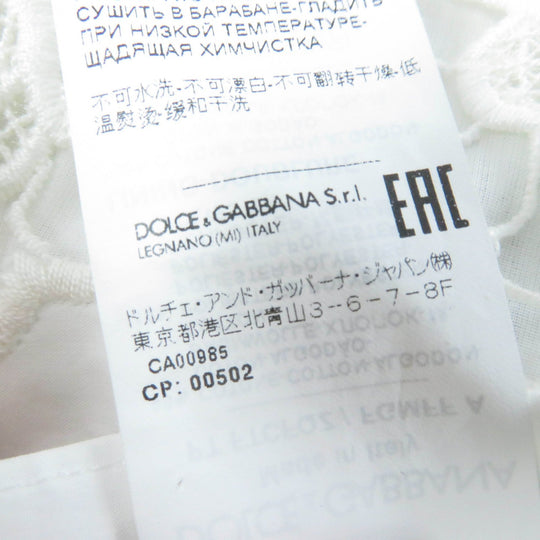 СУШИТЬ В БАРАБАНЕ-ГЛАДИТЬ
ПРИ НИЗКОЙ ТЕМПЕРАТУРЕ-
ЩАДЯЩАЯ ХИМЧИСТКА
不可水洗-不可漂白-不可翻转干燥-低
温熨烫-缓和干洗
DOLCE & GABBANA S.r.l.
LEGNANO (MI) ITALY
EAC
ドルチェ・アンド・ガッバーナ・ジャパン㈱
東京都港区北青山3-6-7-8F
CA00985
CP: 00502